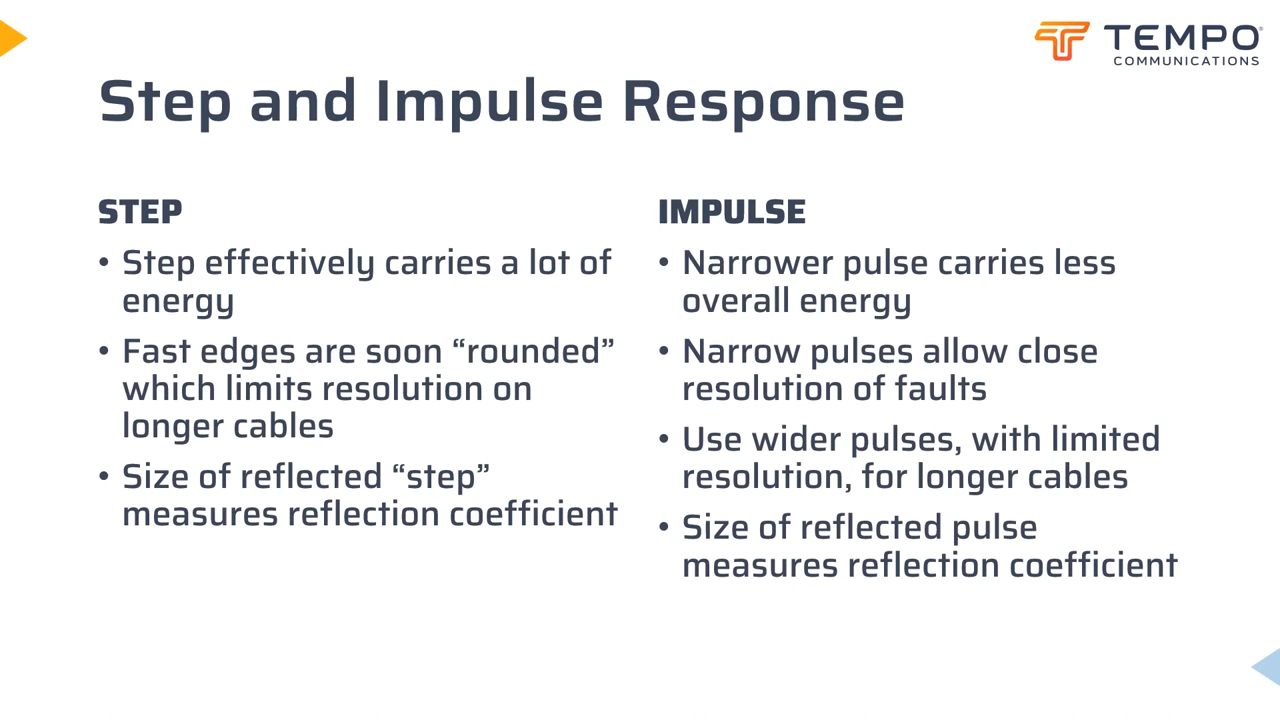 TEMPO
COMMUNICATIONS
Step and Impulse Response
STEP
• Step effectively carries a lot of
energy
• Fast edges are soon “rounded”
which limits resolution on
longer cables
• Size of reflected “step”
measures reflection coefficient
IMPULSE
• Narrower pulse carries less
overall energy
• Narrow pulses allow close
resolution of faults
• Use wider pulses, with limited
resolution, for longer cables
• Size of reflected pulse
measures reflection coefficient